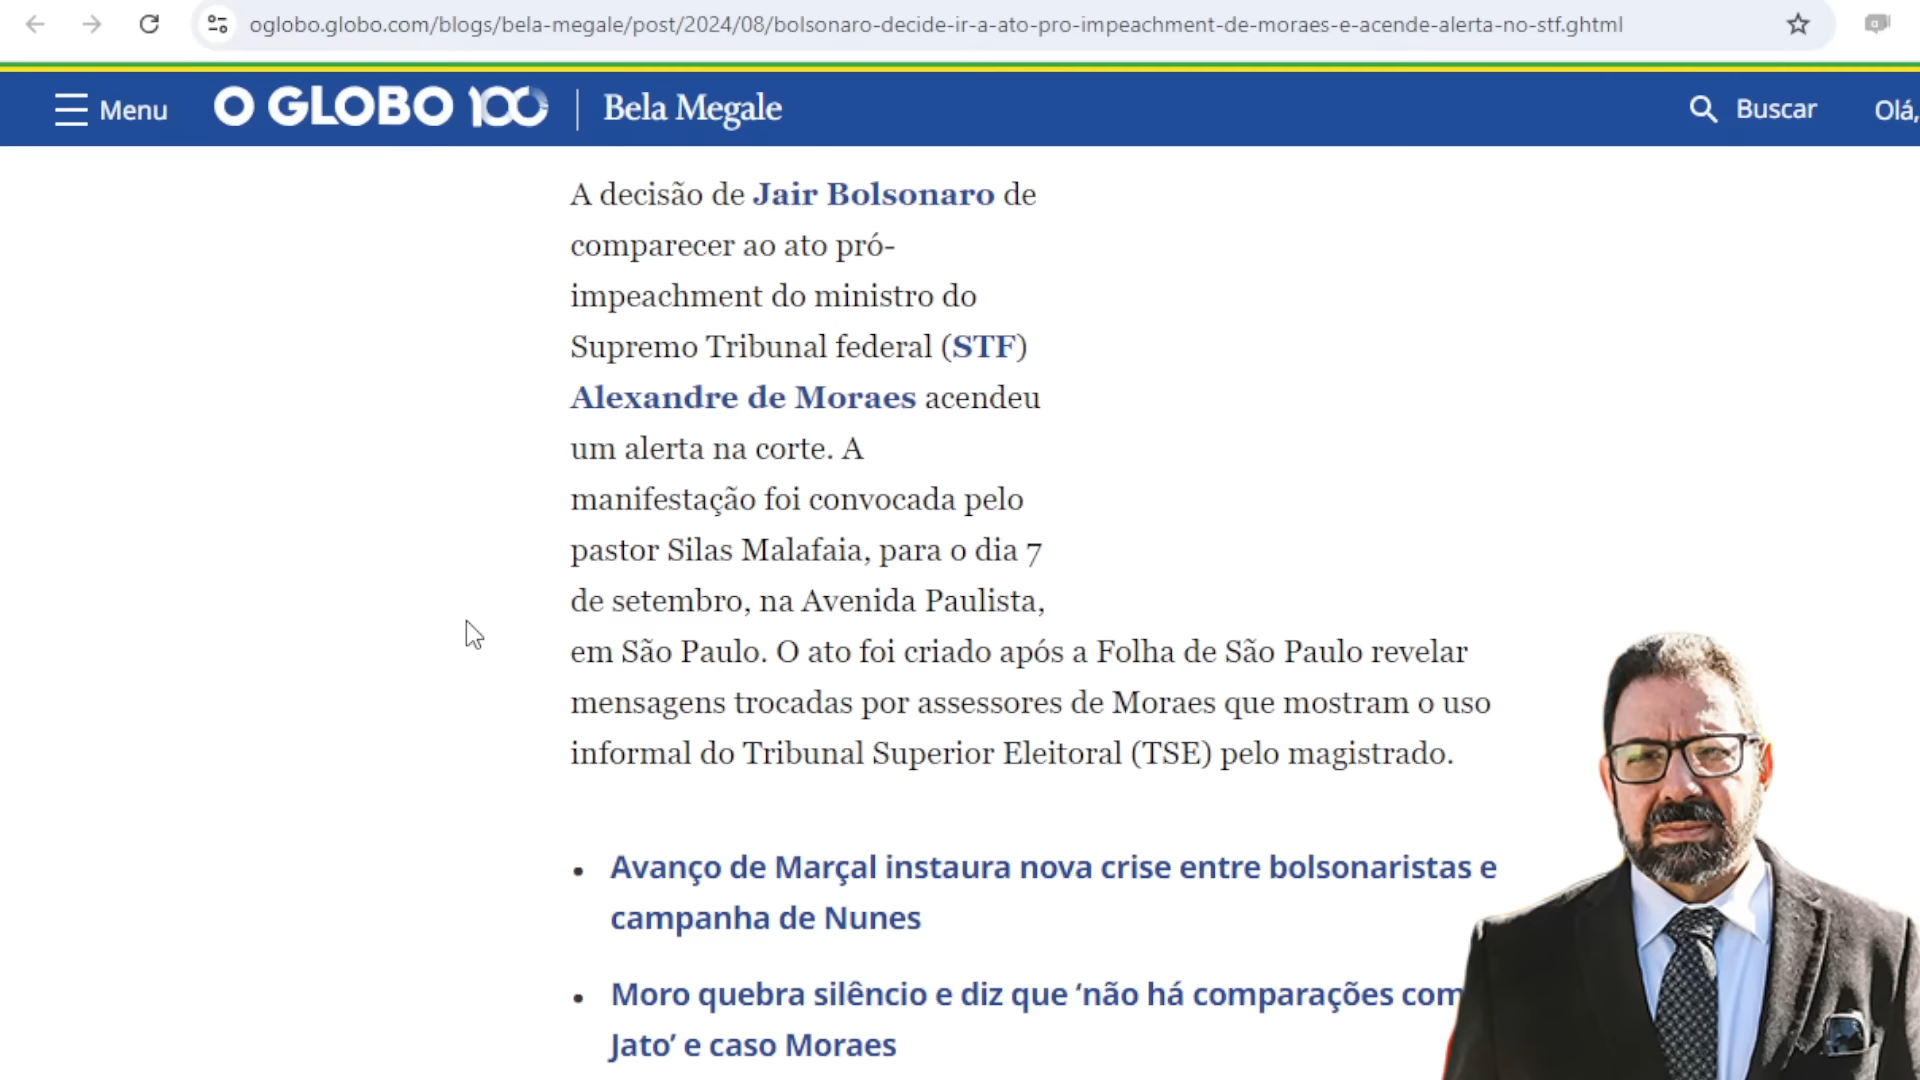 oglobo.globo.com/blogs/bela-megale/post/2024/08/bolsonaro-decide-ir-a-ato-pro-impeachment-de-moraes-e-acende-alerta-no-stf.ghtml
Menu O GLOBO 100 Bela Megale Buscar Olá,
A decisão de Jair Bolsonaro de
comparecer ao ato pró-
impeachment do ministro do
Supremo Tribunal federal (STF)
Alexandre de Moraes acendeu
um alerta na corte. A
manifestação foi convocada pelo
pastor Silas Malafaia, para o dia 7
de setembro, na Avenida Paulista,
em São Paulo. O ato foi criado após a Folha de São Paulo revelar
mensagens trocadas por assessores de Moraes que mostram o uso
informal do Tribunal Superior Eleitoral (TSE) pelo magistrado.
• Avanço de Marçal instaura nova crise entre bolsonaristas e
campanha de Nunes
• Moro quebra silêncio e diz que ‘não há comparações com
Jato’ e caso Moraes